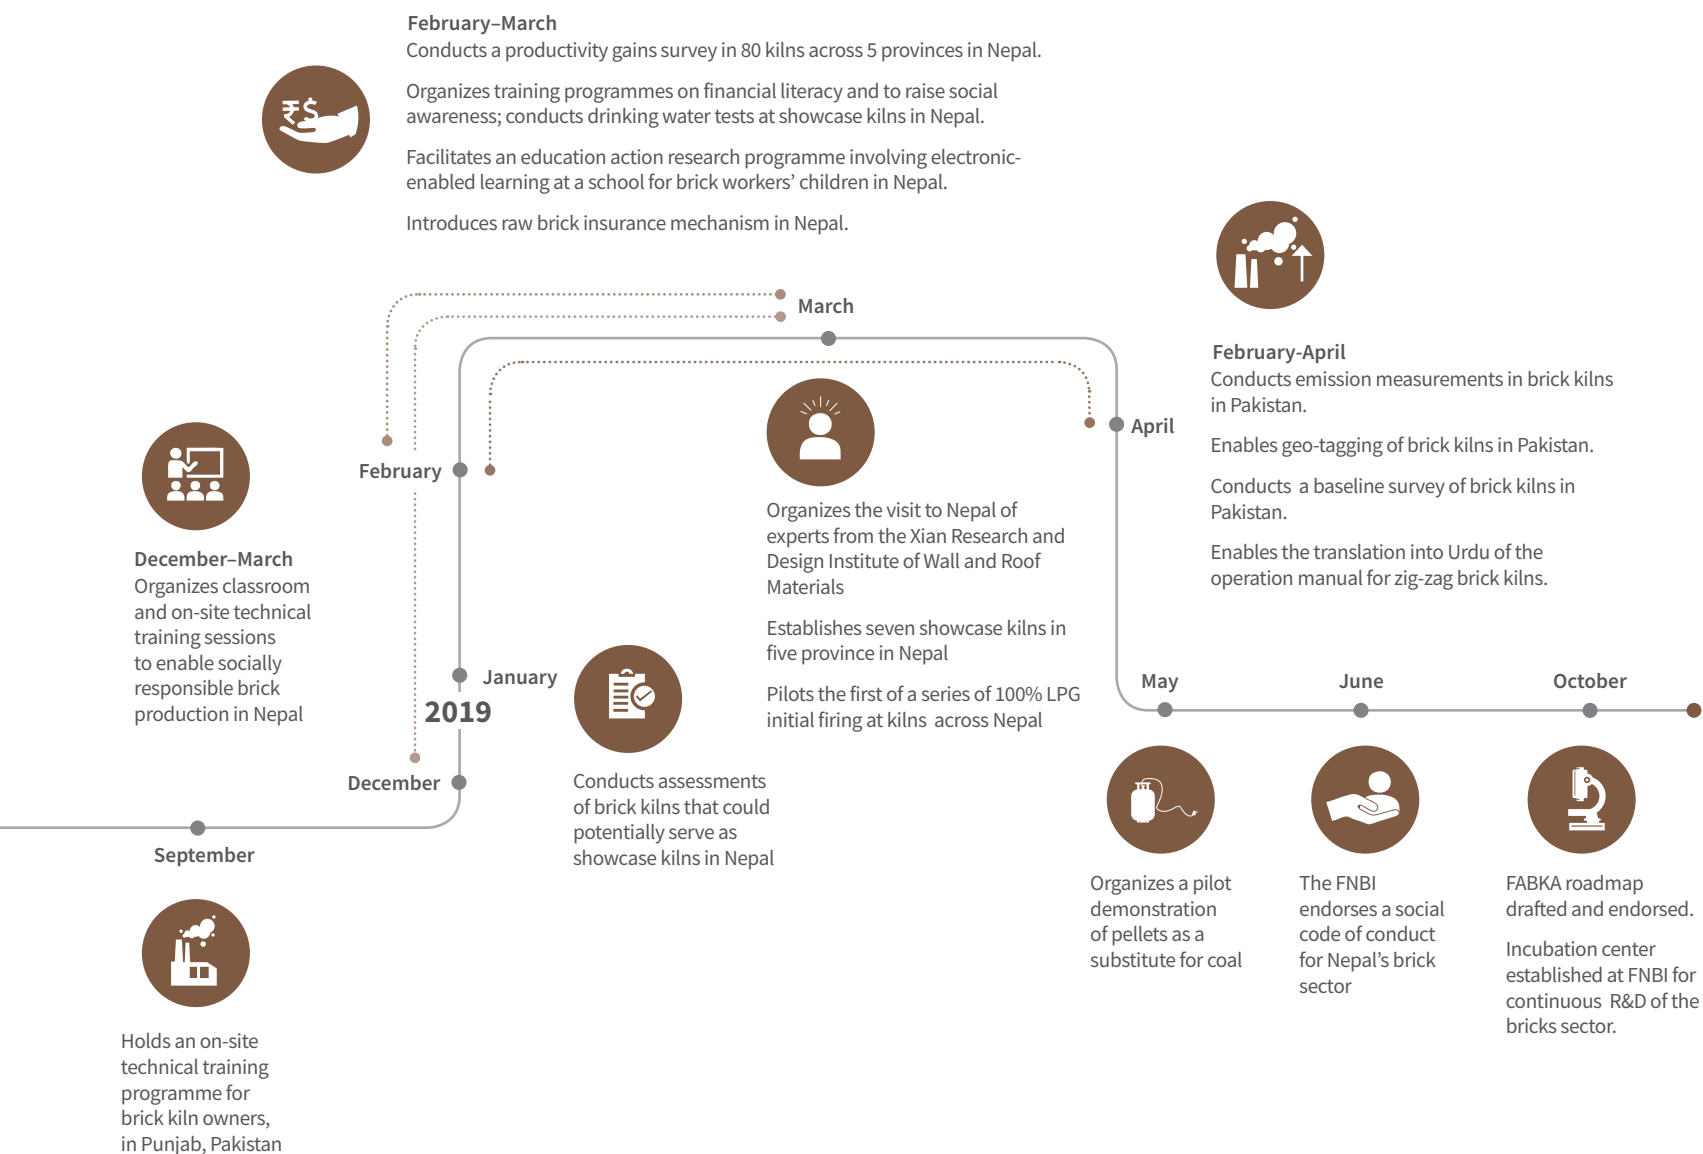 February–March
Conducts a productivity gains survey in 80 kilns across 5 provinces in Nepal.
Organizes training programmes on financial literacy and to raise social
awareness; conducts drinking water tests at showcase kilns in Nepal.
Facilitates an education action research programme involving electronic-
enabled learning at a school for brick workers’ children in Nepal.
Introduces raw brick insurance mechanism in Nepal.
₹$
March
February-April
Conducts emission measurements in brick kilns
in Pakistan.
Enables geo-tagging of brick kilns in Pakistan.
Conducts  a baseline survey of brick kilns in
Pakistan.
Enables the translation into Urdu of the
operation manual for zig-zag brick kilns.
April
February
December–March
Organizes classroom
and on-site technical
training sessions
to enable socially
responsible brick
production in Nepal
Organizes the visit to Nepal of
experts from the Xian Research and
Design Institute of Wall and Roof
Materials
Establishes seven showcase kilns in
five province in Nepal
Pilots the first of a series of 100% LPG
initial firing at kilns  across Nepal
January
2019
December
Conducts assessments
of brick kilns that could
potentially serve as
showcase kilns in Nepal
September
Holds an on-site
technical training
programme for
brick kiln owners,
in Punjab, Pakistan
May
Organizes a pilot
demonstration
of pellets as a
substitute for coal
June
The FNBI
endorses a social
code of conduct
for Nepal’s brick
sector
October
FABKA roadmap
drafted and endorsed.
Incubation center
established at FNBI for
continuous  R&D of the
bricks sector.